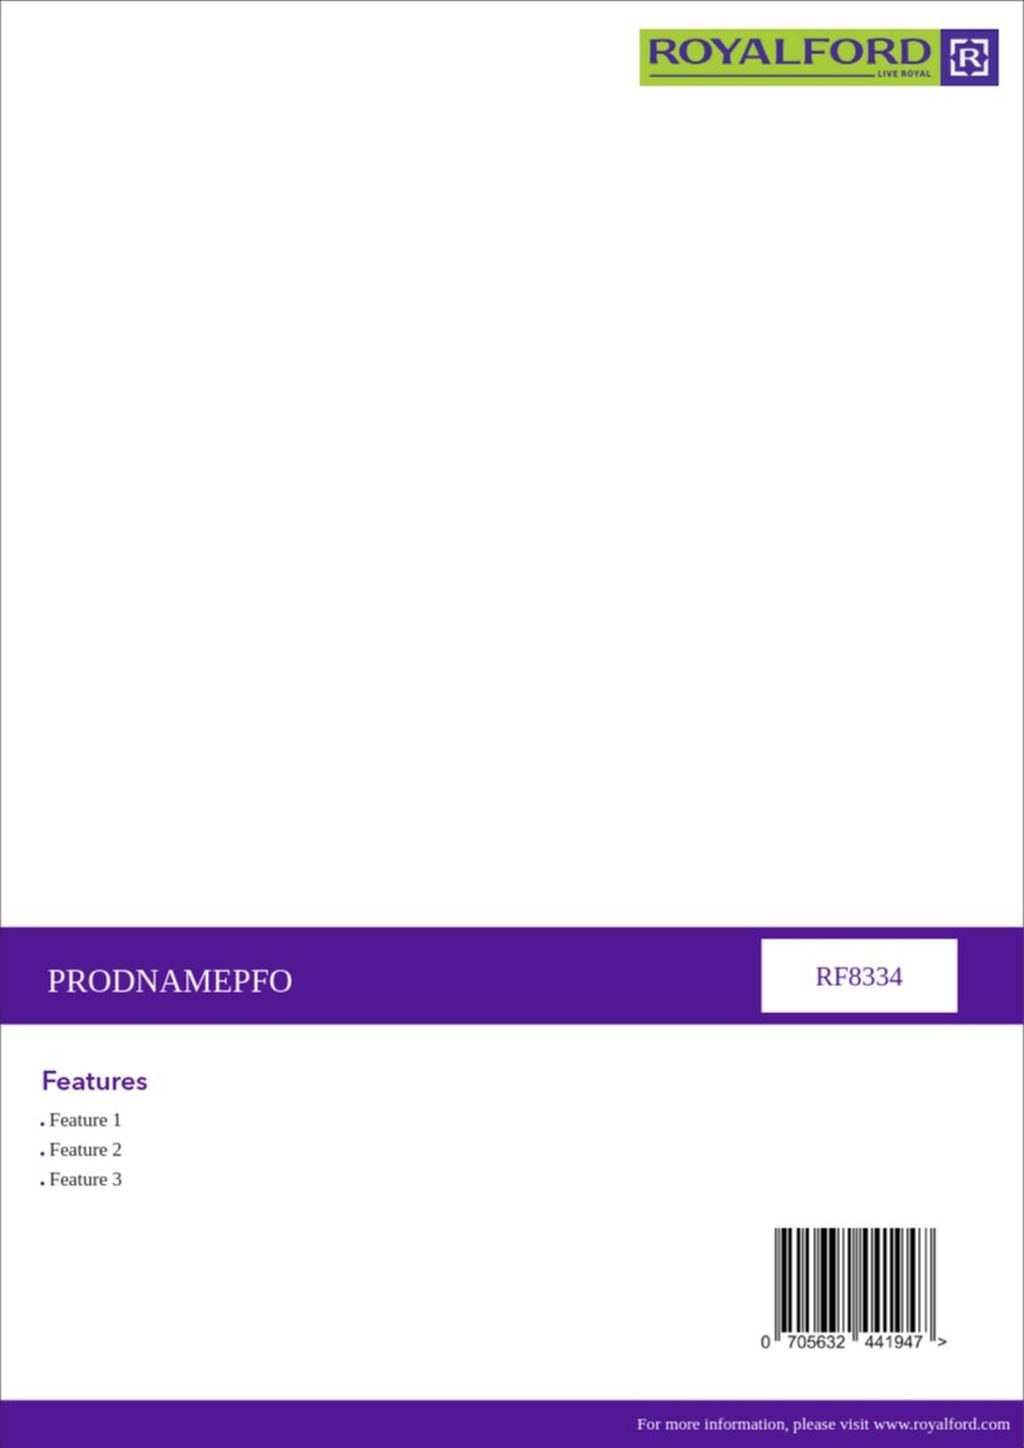 ROYALFORD R
LIVE ROYAL
PRODNAMEPFO
RF8334
Features
. Feature 1
. Feature 2
. Feature 3
0 705632 441947 >
For more information, please visit www.royalford.com